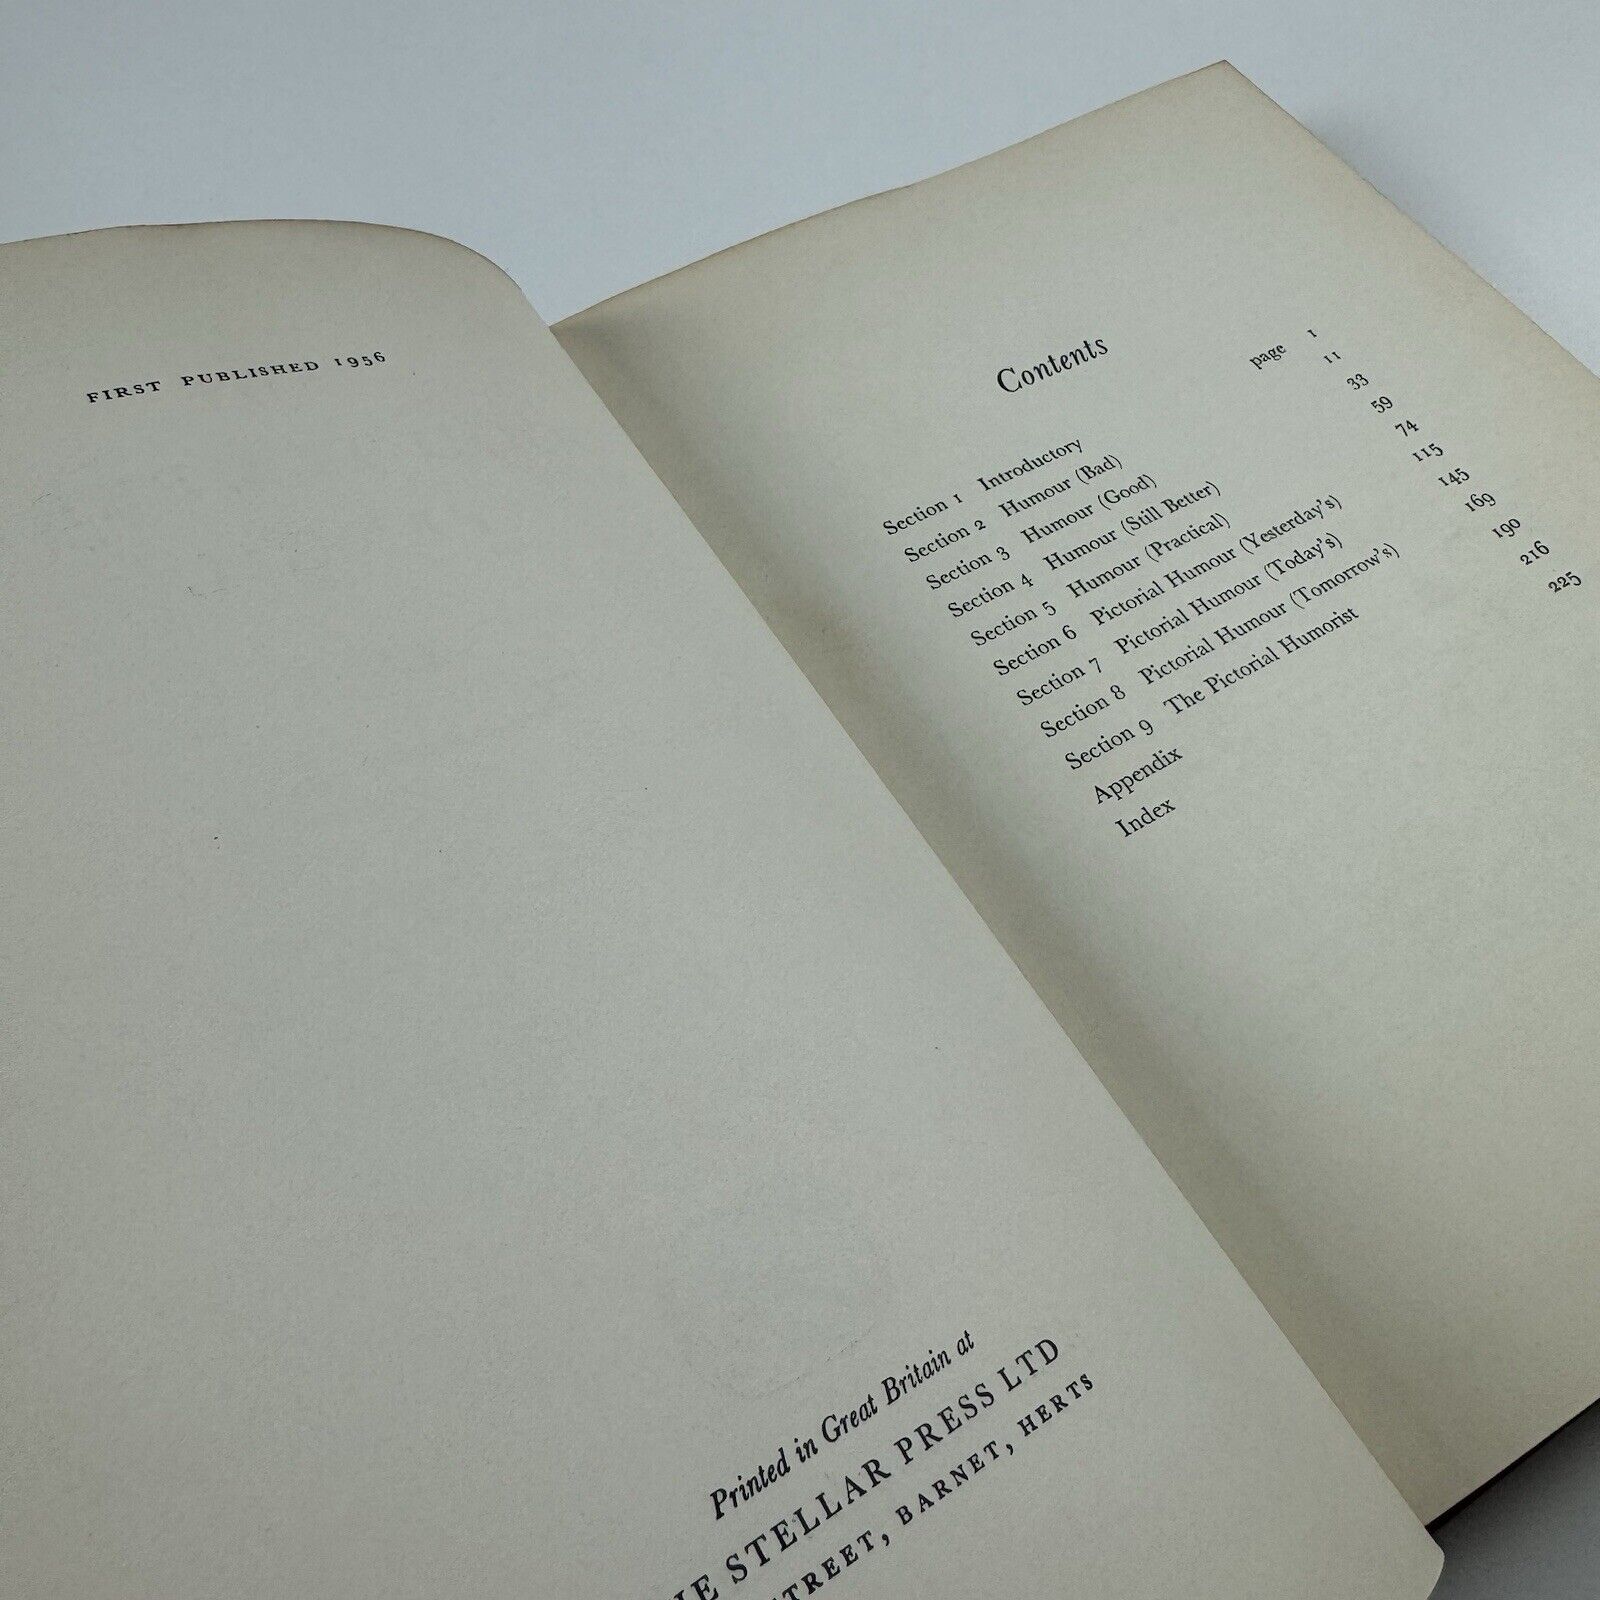 FIRST PUBLISHED 1956
Printed in Great Britain at
STELLAR PRESS LTD
STREET, BARNET, HERTS
Contents
Section 1 Introductory page 1
Section 2 Humour (Bad) 11
Section 3 Humour (Good) 33
Section 4 Humour (Still Better) 59
Section 5 Humour (Practical) 74
Section 6 Pictorial Humour (Yesterday's) 115
Section 7 Pictorial Humour (Today's) 145
Section 8 Pictorial Humour (Tomorrow's) 169
Section 9 The Pictorial Humorist 190
Appendix 216
Index 225